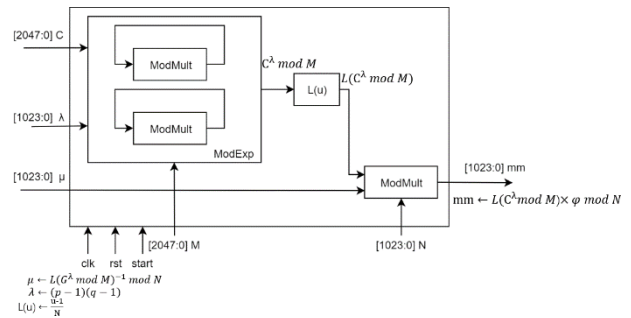 [2047:0] C
ModMult
C^λ mod M
L(C^λ mod M)
L(u)
[1023:0] λ
ModMult
ModExp
[1023:0] μ
ModMult
[1023:0] mm
mm ← L(C^λ mod M) × φ mod N
clk rst start
[2047:0] M
[1023:0] N
μ ← L(G^λ mod M)^{-1} mod N
λ ← (p − 1)(q − 1)
L(u) ← \frac{u-1}{N}